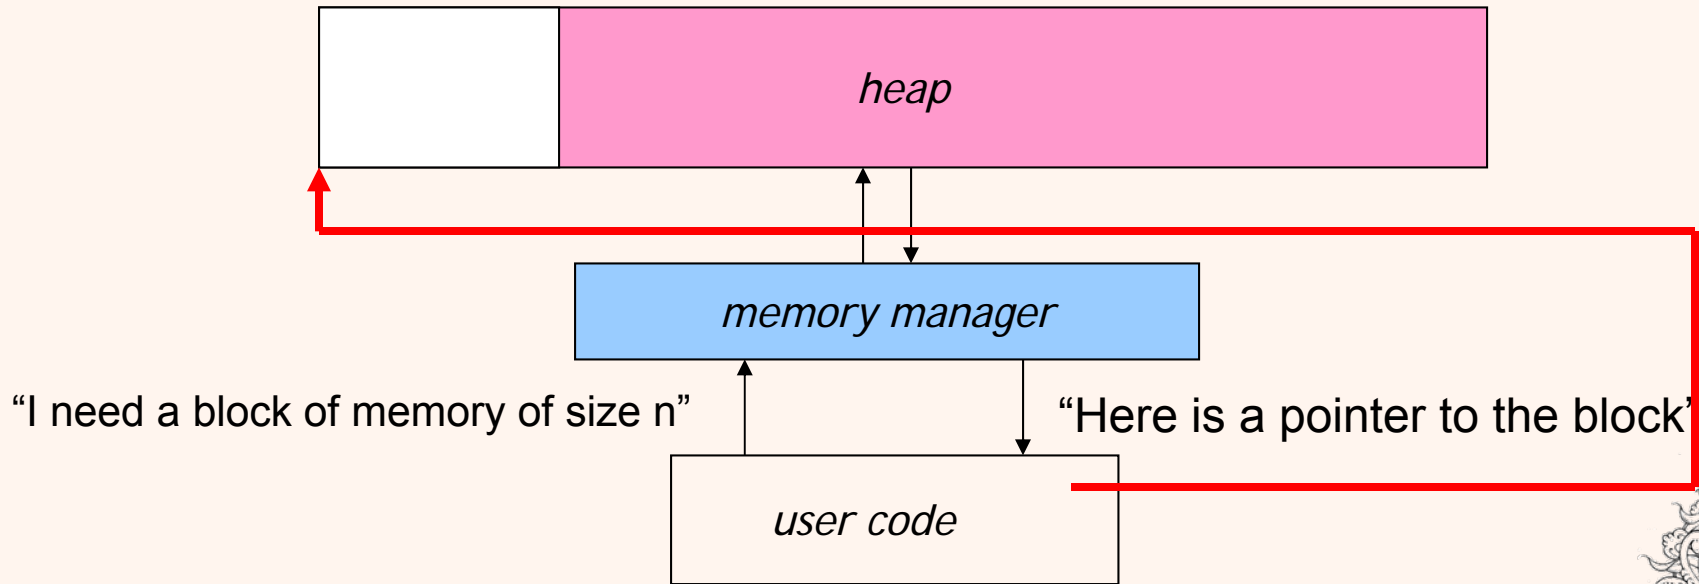 heap
memory manager
“I need a block of memory of size n”
“Here is a pointer to the block”
user code